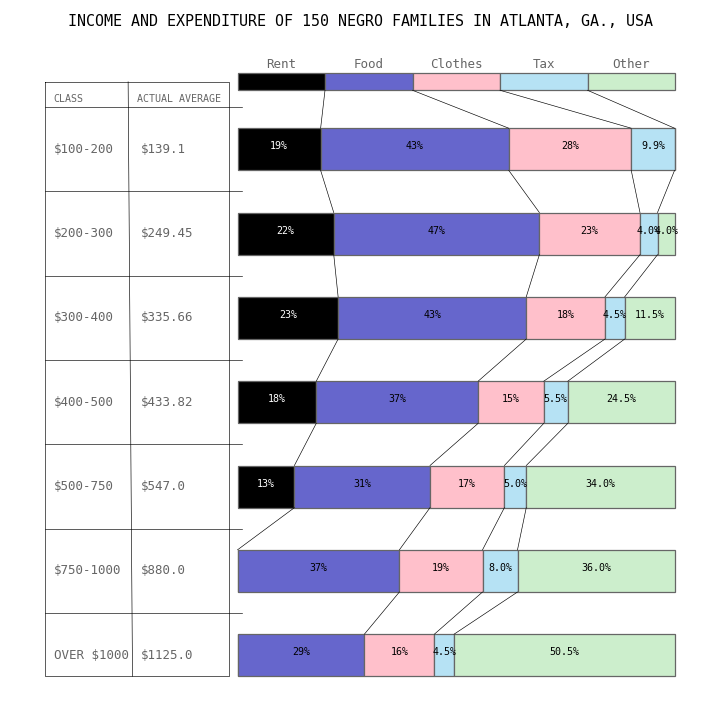 INCOME AND EXPENDITURE OF 150 NEGRO FAMILIES IN ATLANTA, GA., USA
Rent Food Clothes Tax Other
CLASS ACTUAL AVERAGE
$100-200 $139.1 19% 43% 28% 9.9%
$200-300 $249.45 22% 47% 23% 4.0% 4.0%
$300-400 $335.66 23% 43% 18% 4.5% 11.5%
$400-500 $433.82 18% 37% 15% 5.5% 24.5%
$500-750 $547.0 13% 31% 17% 5.0% 34.0%
$750-1000 $880.0 37% 19% 8.0% 36.0%
OVER $1000 $1125.0 29% 16% 4.5% 50.5%